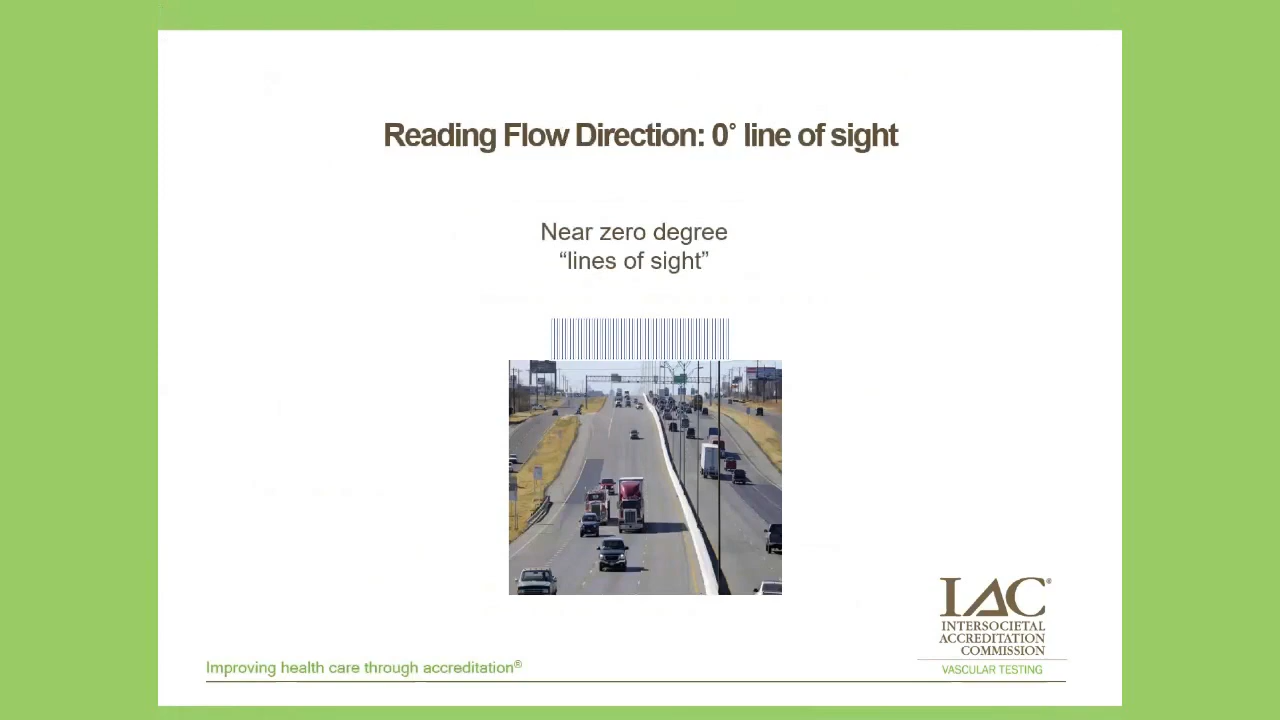 Reading Flow Direction: 0° line of sight
Near zero degree
“lines of sight”
IAC®
INTERSOCIETAL
ACCREDITATION
COMMISSION
VASCULAR TESTING
Improving health care through accreditation®